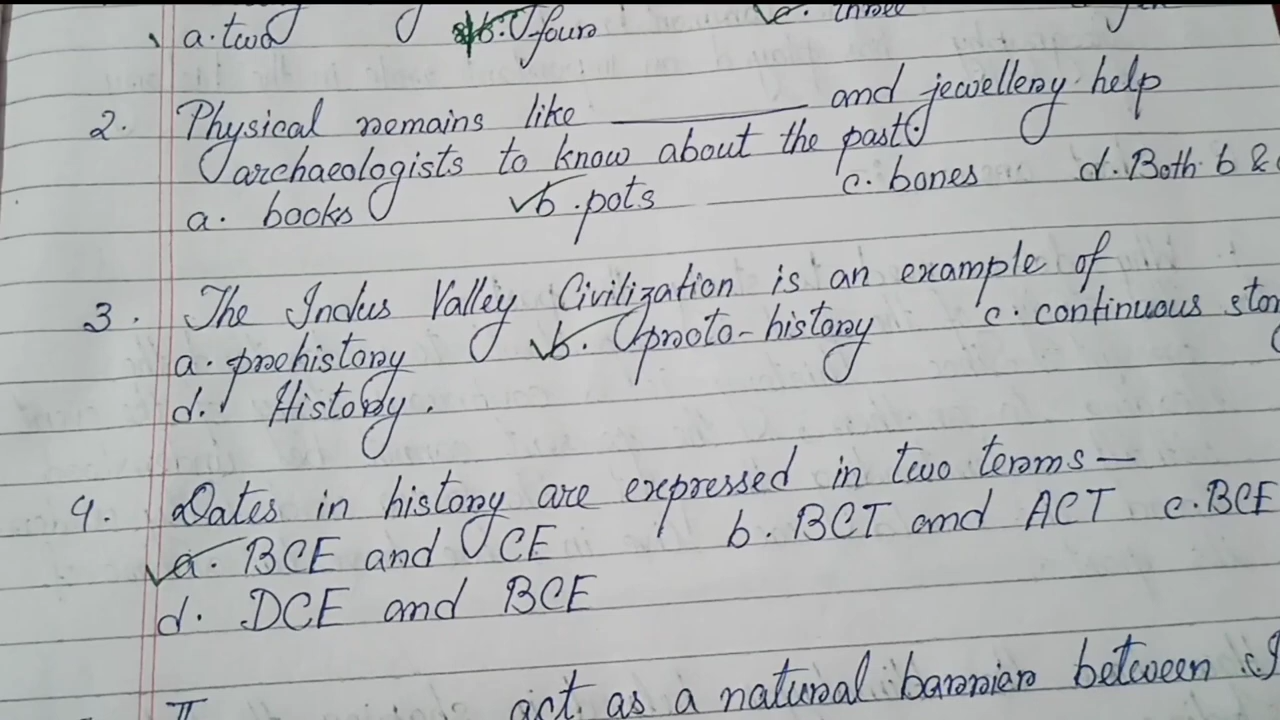 a. two b. four c. three
2. Physical remains like ________ and jewellery help
archaeologists to know about the past.
a. books b. pots c. bones d. Both b &
3. The Indus Valley Civilization is an example of
a. prehistory b. proto-history c. continuous
d. History.
4. Dates in history are expressed in two terms—
a. BCE and CE b. BCT and ACT c. BCE
d. DCE and BCE
act as a natural barrier between